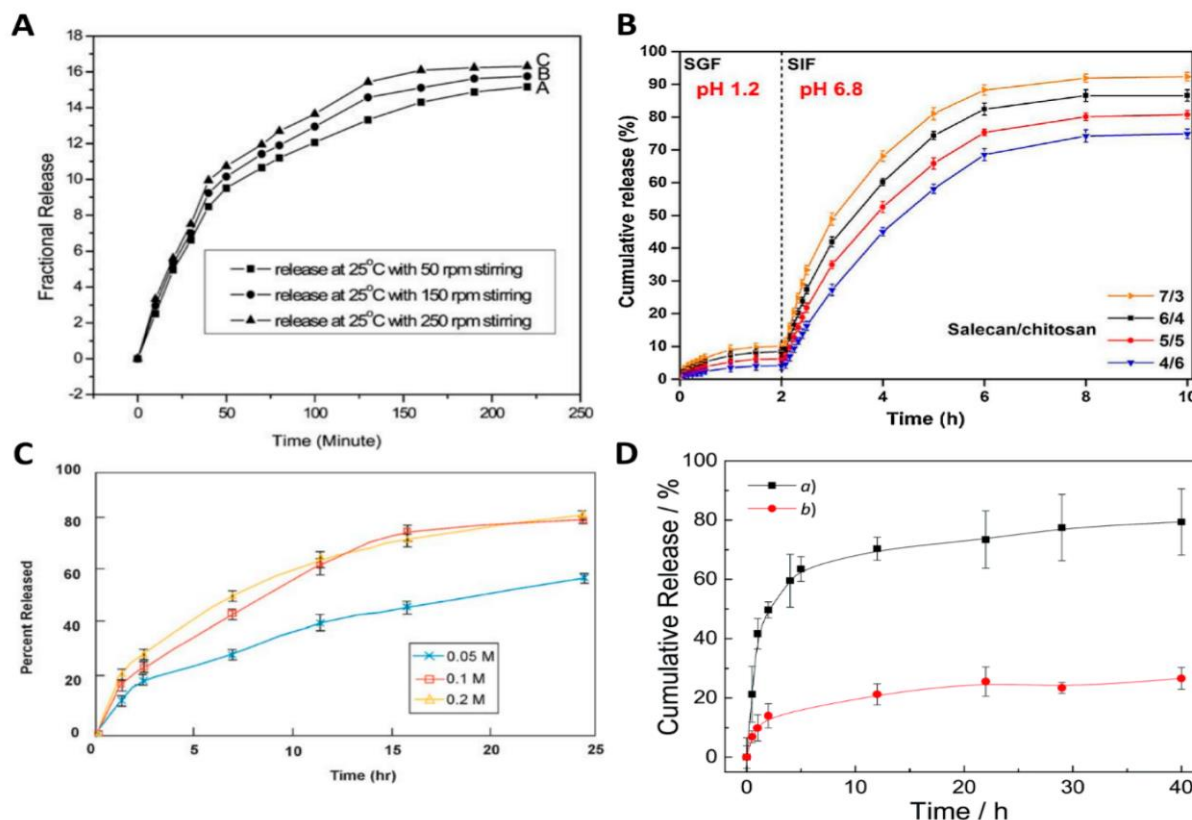 A
Fractional Release
18
16
14
12
10
8
6
4
2
0
-2
C
B
A
release at 25°C with 50 rpm stirring
release at 25°C with 150 rpm stirring
release at 25°C with 250 rpm stirring
0 50 100 150 200 250
Time (Minute)
B
Cumulative release (%)
100
90
80
70
60
50
40
30
20
10
0
SGF SIF
pH 1.2 pH 6.8
7/3
6/4
Salecan/chitosan
5/5
4/6
0 2 4 6 8 10
Time (h)
C
Percent Released
100
80
60
40
20
0
0.05 M
0.1 M
0.2 M
0 5 10 15 20 25
Time (hr)
D
Cumulative Release / %
100
80
60
40
20
0
a)
b)
0 10 20 30 40
Time / h